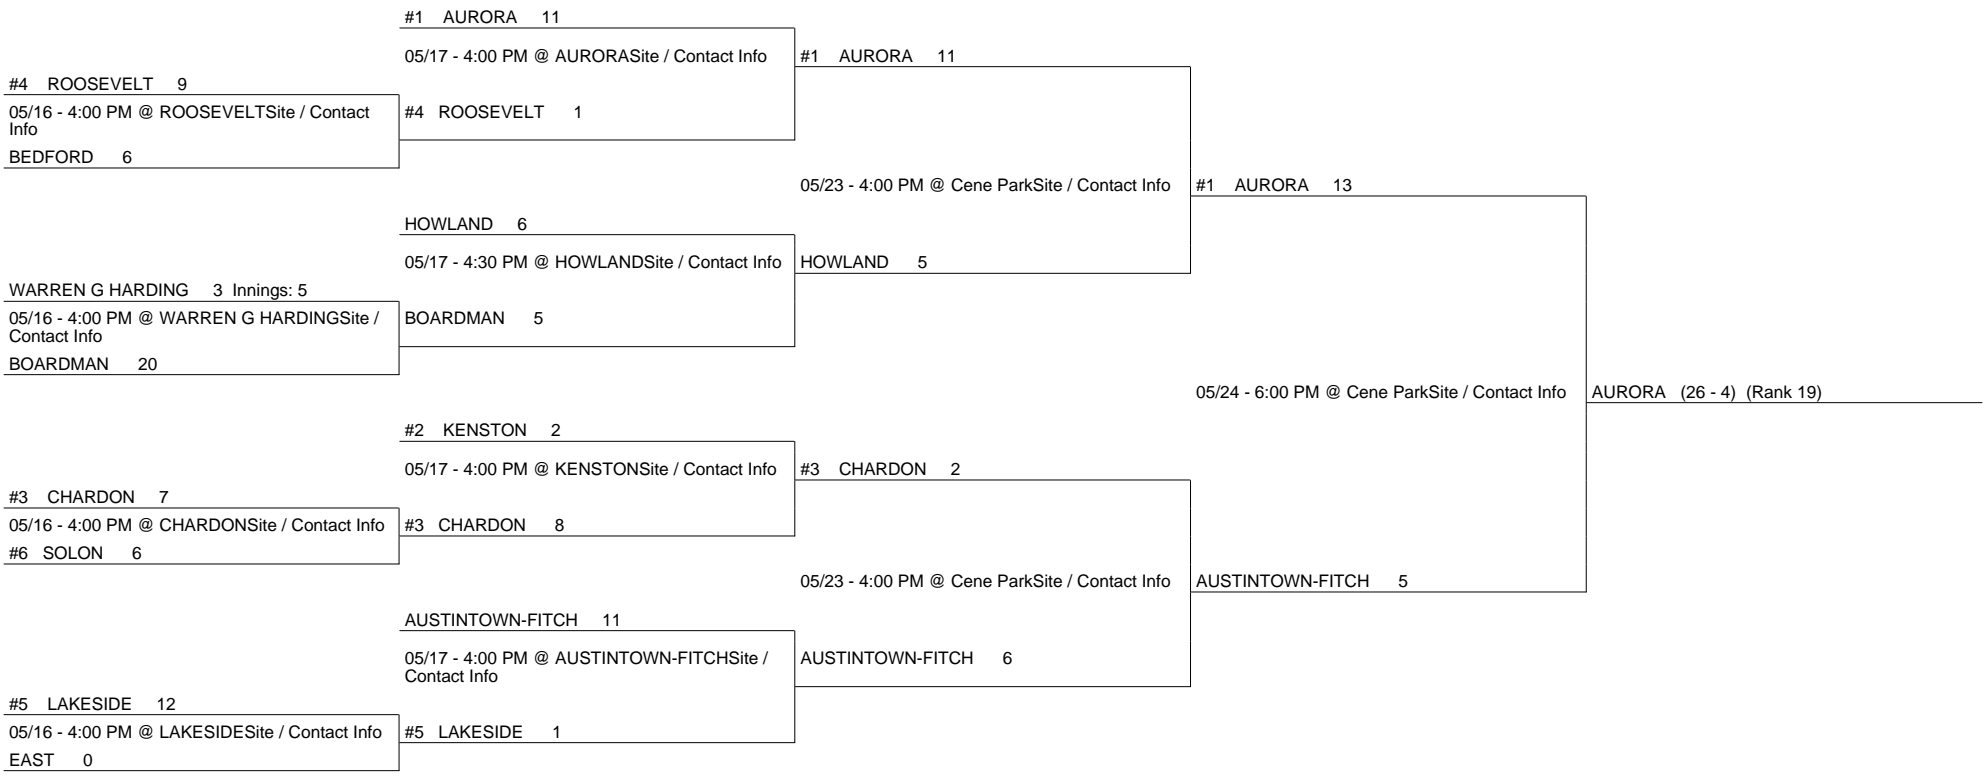 #1 AURORA 11
05/17 - 4:00 PM @ AURORASite / Contact Info
#1 AURORA 11
#4 ROOSEVELT 9
05/16 - 4:00 PM @ ROOSEVELTSite / Contact
Info
#4 ROOSEVELT 1
BEDFORD 6
05/23 - 4:00 PM @ Cene ParkSite / Contact Info
#1 AURORA 13
HOWLAND 6
05/17 - 4:30 PM @ HOWLANDSite / Contact Info
HOWLAND 5
WARREN G HARDING 3 Innings: 5
05/16 - 4:00 PM @ WARREN G HARDINGSite /
Contact Info
BOARDMAN 5
BOARDMAN 20
05/24 - 6:00 PM @ Cene ParkSite / Contact Info
AURORA (26 - 4) (Rank 19)
#2 KENSTON 2
05/17 - 4:00 PM @ KENSTONSite / Contact Info
#3 CHARDON 2
#3 CHARDON 7
05/16 - 4:00 PM @ CHARDONSite / Contact Info
#3 CHARDON 8
#6 SOLON 6
05/23 - 4:00 PM @ Cene ParkSite / Contact Info
AUSTINTOWN-FITCH 5
AUSTINTOWN-FITCH 11
05/17 - 4:00 PM @ AUSTINTOWN-FITCHSite /
Contact Info
AUSTINTOWN-FITCH 6
#5 LAKESIDE 12
05/16 - 4:00 PM @ LAKESIDESite / Contact Info
#5 LAKESIDE 1
EAST 0